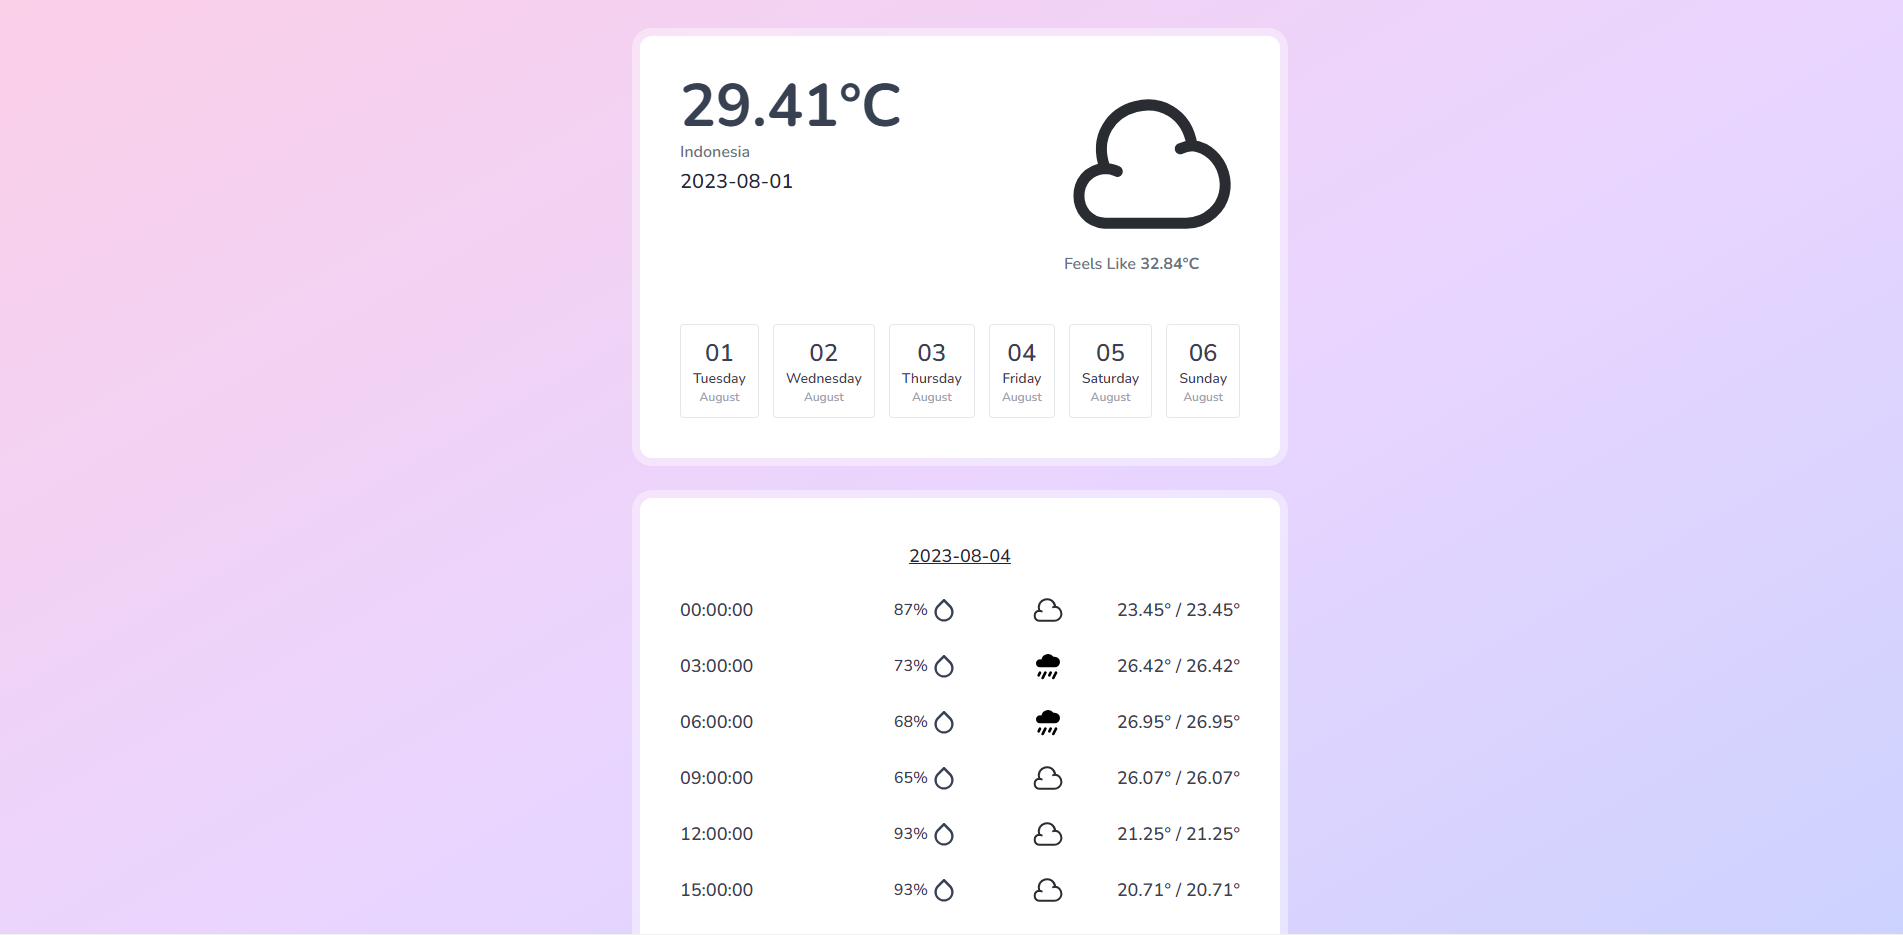 29.41°C
Indonesia
2023-08-01
Feels Like 32.84°C
01 02 03 04 05 06
Tuesday Wednesday Thursday Friday Saturday Sunday
August August August August August August
2023-08-04
00:00:00 87% 23.45° / 23.45°
03:00:00 73% 26.42° / 26.42°
06:00:00 68% 26.95° / 26.95°
09:00:00 65% 26.07° / 26.07°
12:00:00 93% 21.25° / 21.25°
15:00:00 93% 20.71° / 20.71°